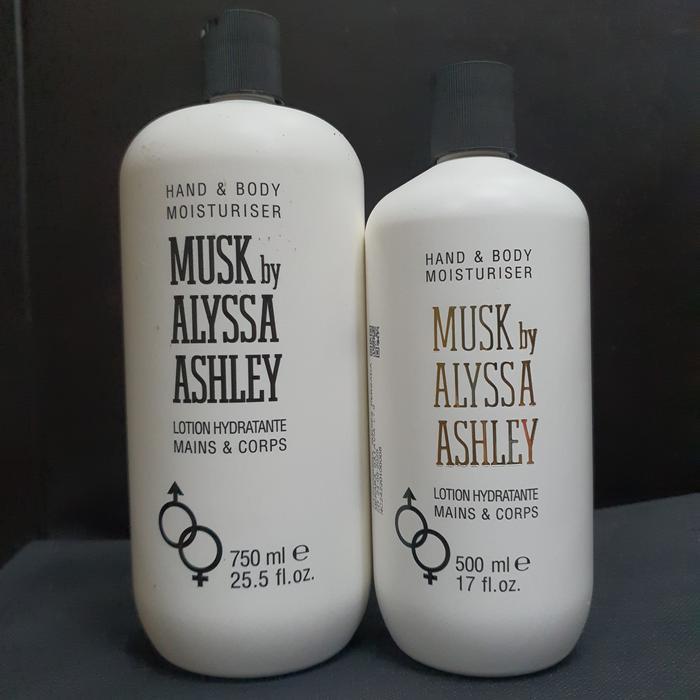 HAND & BODY
MOISTURISER
MUSK by
ALYSSA
ASHLEY
LOTION HYDRATANTE
MAINS & CORPS
750 ml e
25.5 fl.oz.
HAND & BODY
MOISTURISER
MUSK by
ALYSSA
ASHLEY
LOTION HYDRATANTE
MAINS & CORPS
500 ml e
17 fl.oz.